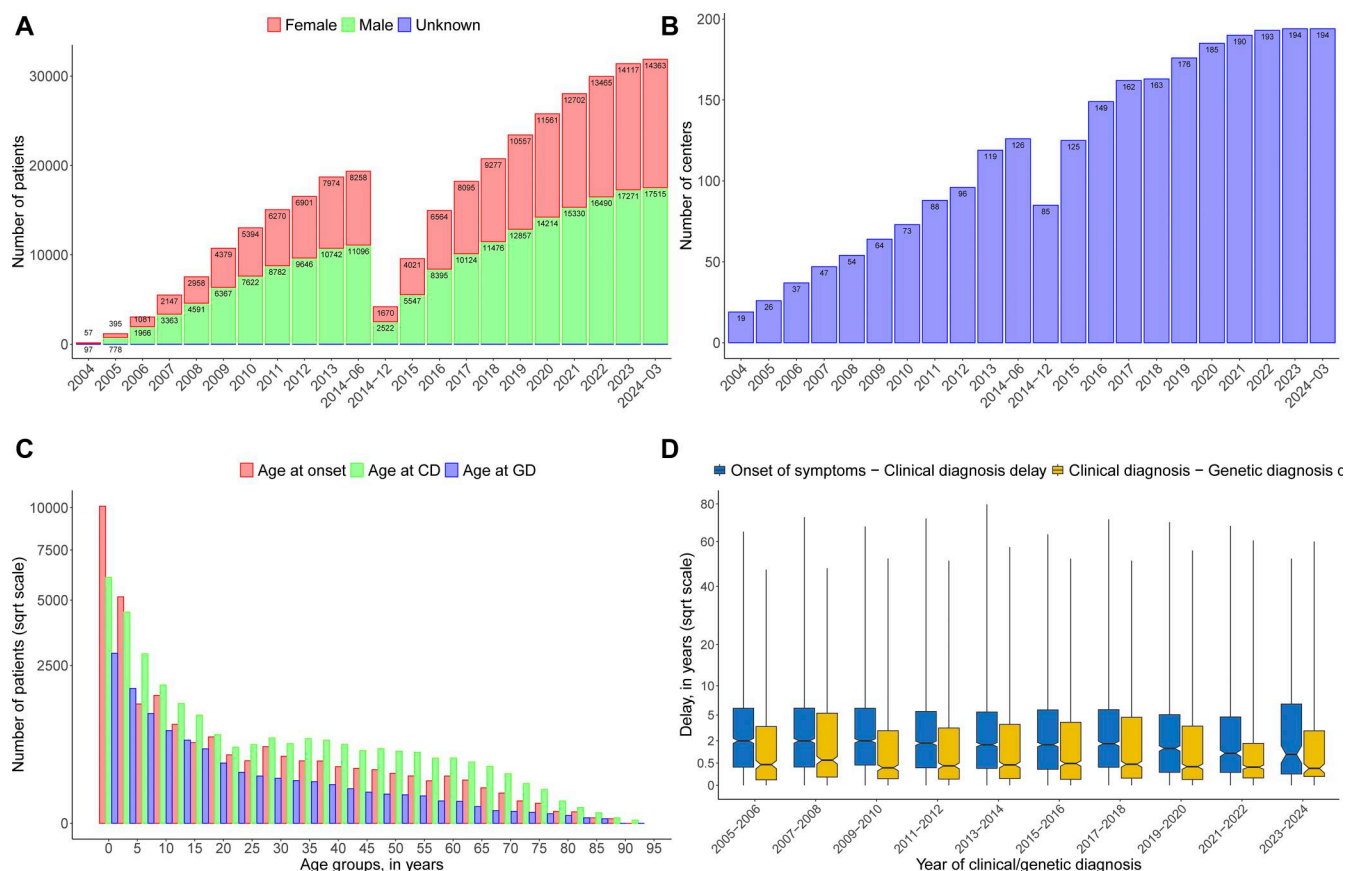 A
Female Male Unknown
Number of patients
30000
20000
10000
0
57 395 1081 2147 2958 4379 5394 6270 6901 7974 8258 1670 4021 6564 8095 9277 10557 11561 12702 13465 14117 14363
97 778 1966 3363 4591 6367 7622 8782 9646 10742 11096 2522 5547 8395 10124 11476 12857 14214 15330 16490 17271 17515
2004 2005 2006 2007 2008 2009 2010 2011 2012 2013 2014−06 2014−12 2015 2016 2017 2018 2019 2020 2021 2022 2023 2024−03
B
Number of centers
200
150
100
50
0
19 26 37 47 54 64 73 88 96 119 126 85 125 149 162 163 176 185 190 193 194 194
2004 2005 2006 2007 2008 2009 2010 2011 2012 2013 2014−06 2014−12 2015 2016 2017 2018 2019 2020 2021 2022 2023 2024−03
C
Age at onset Age at CD Age at GD
Number of patients (sqrt scale)
10000
7500
5000
2500
0
0 5 10 15 20 25 30 35 40 45 50 55 60 65 70 75 80 85 90 95
Age groups, in years
D
Onset of symptoms − Clinical diagnosis delay Clinical diagnosis − Genetic diagnosis
Delay, in years (sqrt scale)
80
60
40
20
10
5
2
0.5
0
2005−2006 2007−2008 2009−2010 2011−2012 2013−2014 2015−2016 2017−2018 2019−2020 2021−2022 2023−2024
Year of clinical/genetic diagnosis